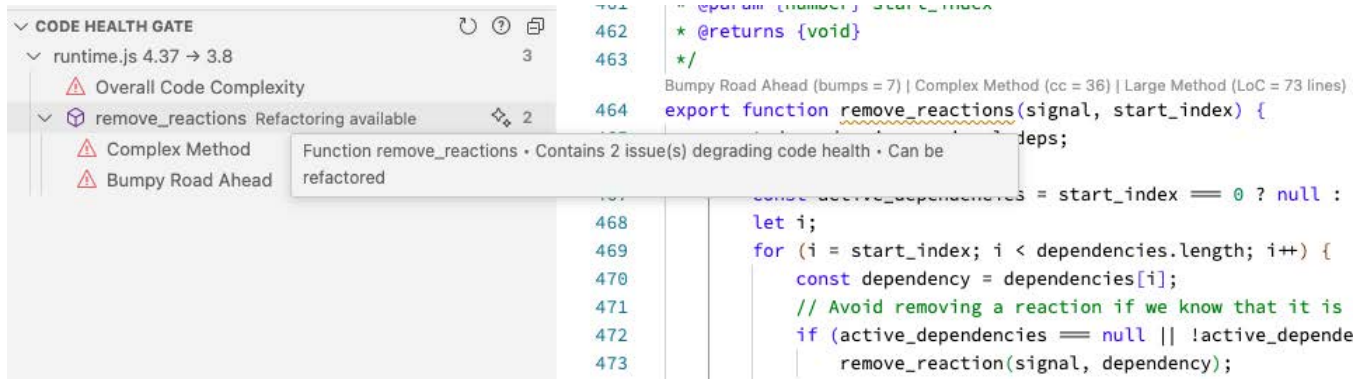 CODE HEALTH GATE
runtime.js 4.37 → 3.8 3
Overall Code Complexity
remove_reactions Refactoring available 2
Complex Method
Bumpy Road Ahead
Function remove_reactions • Contains 2 issue(s) degrading code health • Can be
refactored
461 * @param {number} start_index
462 * @returns {void}
463 */
Bumpy Road Ahead (bumps = 7) | Complex Method (cc = 36) | Large Method (LoC = 73 lines)
464 export function remove_reactions(signal, start_index) {
deps;
= start_index === 0 ? null :
468 let i;
469 for (i = start_index; i < dependencies.length; i++) {
470 const dependency = dependencies[i];
471 // Avoid removing a reaction if we know that it is
472 if (active_dependencies === null || !active_depende
473 remove_reaction(signal, dependency);